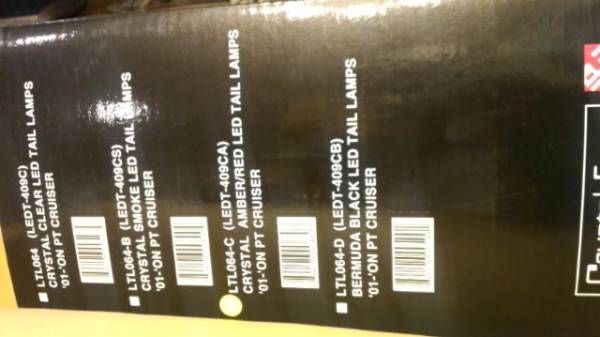 LTL064 (LEDT-409C)
CRYSTAL CLEAR LED TAIL LAMPS
'01-'ON PT CRUISER
LTL064-B (LEDT-409CS)
CRYSTAL SMOKE LED TAIL LAMPS
'01-'ON PT CRUISER
LTL064-C (LEDT-409CA)
CRYSTAL AMBER/RED LED TAIL LAMPS
'01-'ON PT CRUISER
LTL064-D (LEDT-409CB)
BERMUDA BLACK LED TAIL LAMPS
'01-'ON PT CRUISER